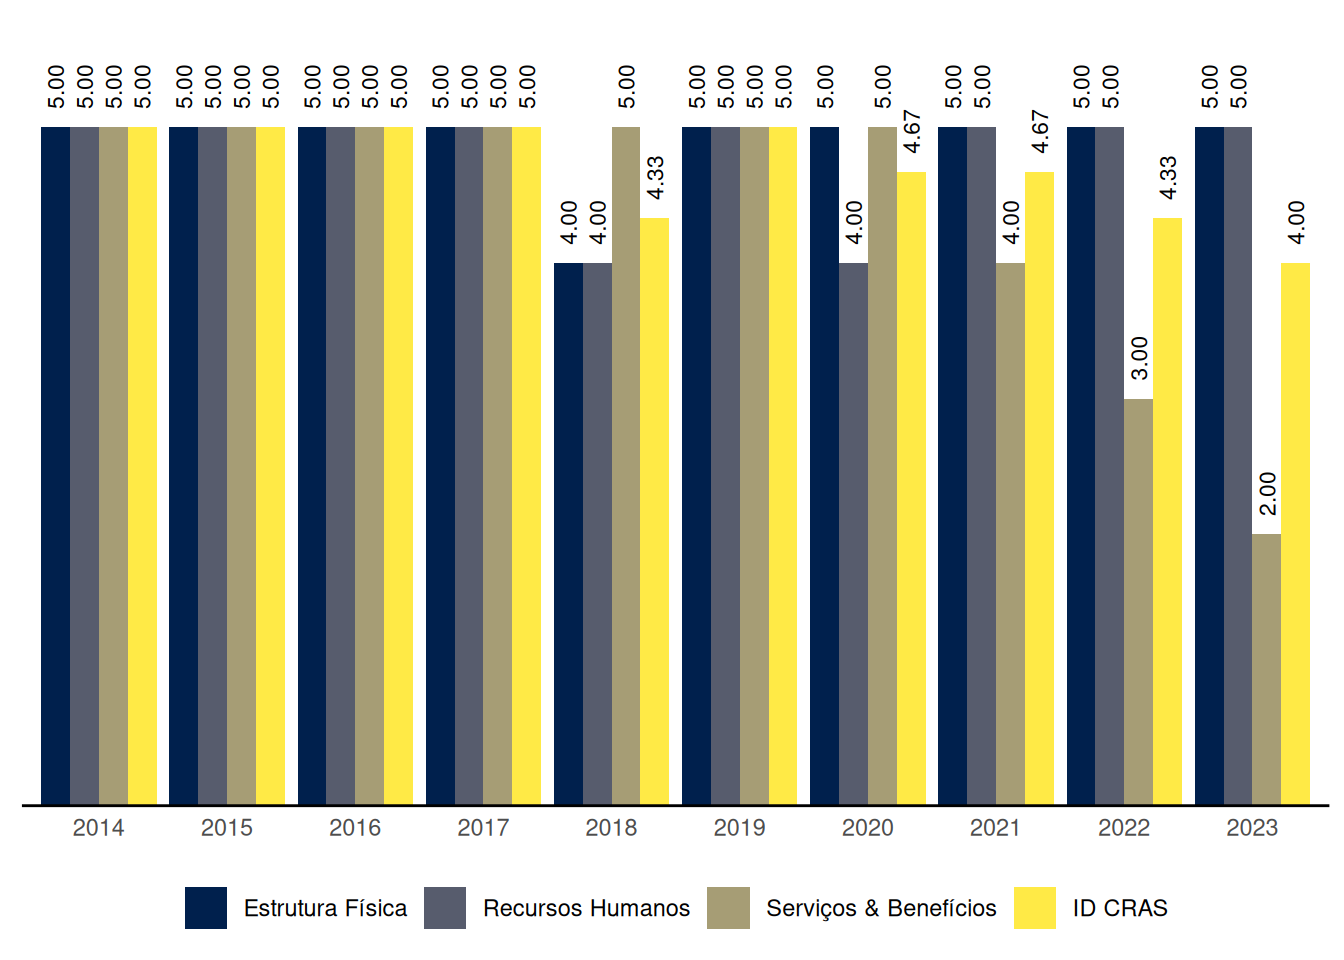 5.00 5.00 5.00 5.00 5.00 5.00 5.00 5.00 5.00 5.00 5.00 5.00 5.00 5.00 5.00 5.00 4.00 4.00 5.00 4.33 5.00 5.00 5.00 5.00 5.00 4.00 5.00 4.67 5.00 5.00 4.00 4.67 5.00 5.00 3.00 4.33 5.00 5.00 2.00 4.00
2014 2015 2016 2017 2018 2019 2020 2021 2022 2023
Estrutura Física Recursos Humanos Serviços & Benefícios ID CRAS